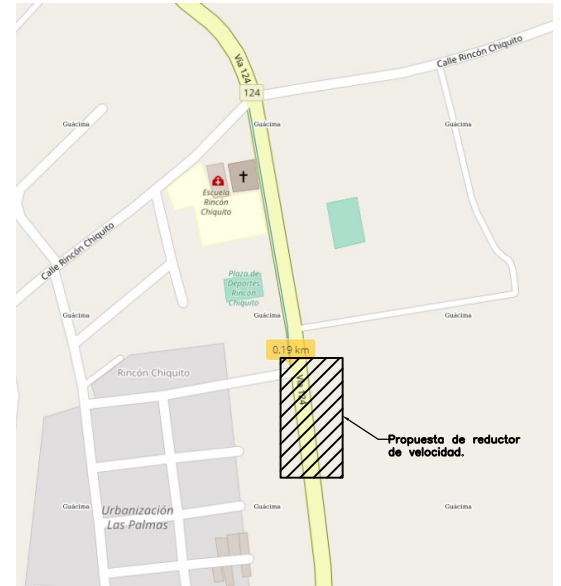 Calle Rincón Chiquito
Vía 124
124
Guácima
Guácima
Guácima
Escuela
Rincón
Chiquito
Calle Rincón Chiquito
Plaza de
Deportes
Rincón
Chiquito
Guácima
Guácima
Guácima
0.19 km
Rincón Chiquito
Vía 124
Propuesta de reductor
de velocidad.
Urbanización
Las Palmas
Guácima
Guácima
Guácima